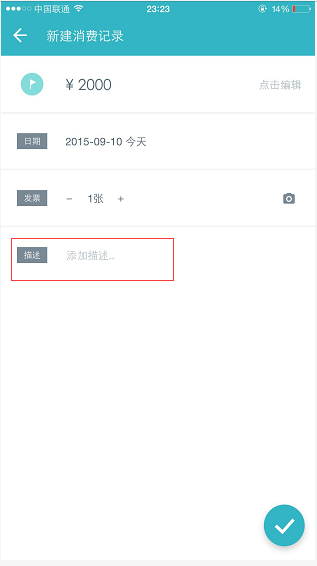 中国联通 23:23 14%
新建消费记录
¥ 2000 点击编辑
日期 2015-09-10 今天
发票 − 1张 +
描述 添加描述..